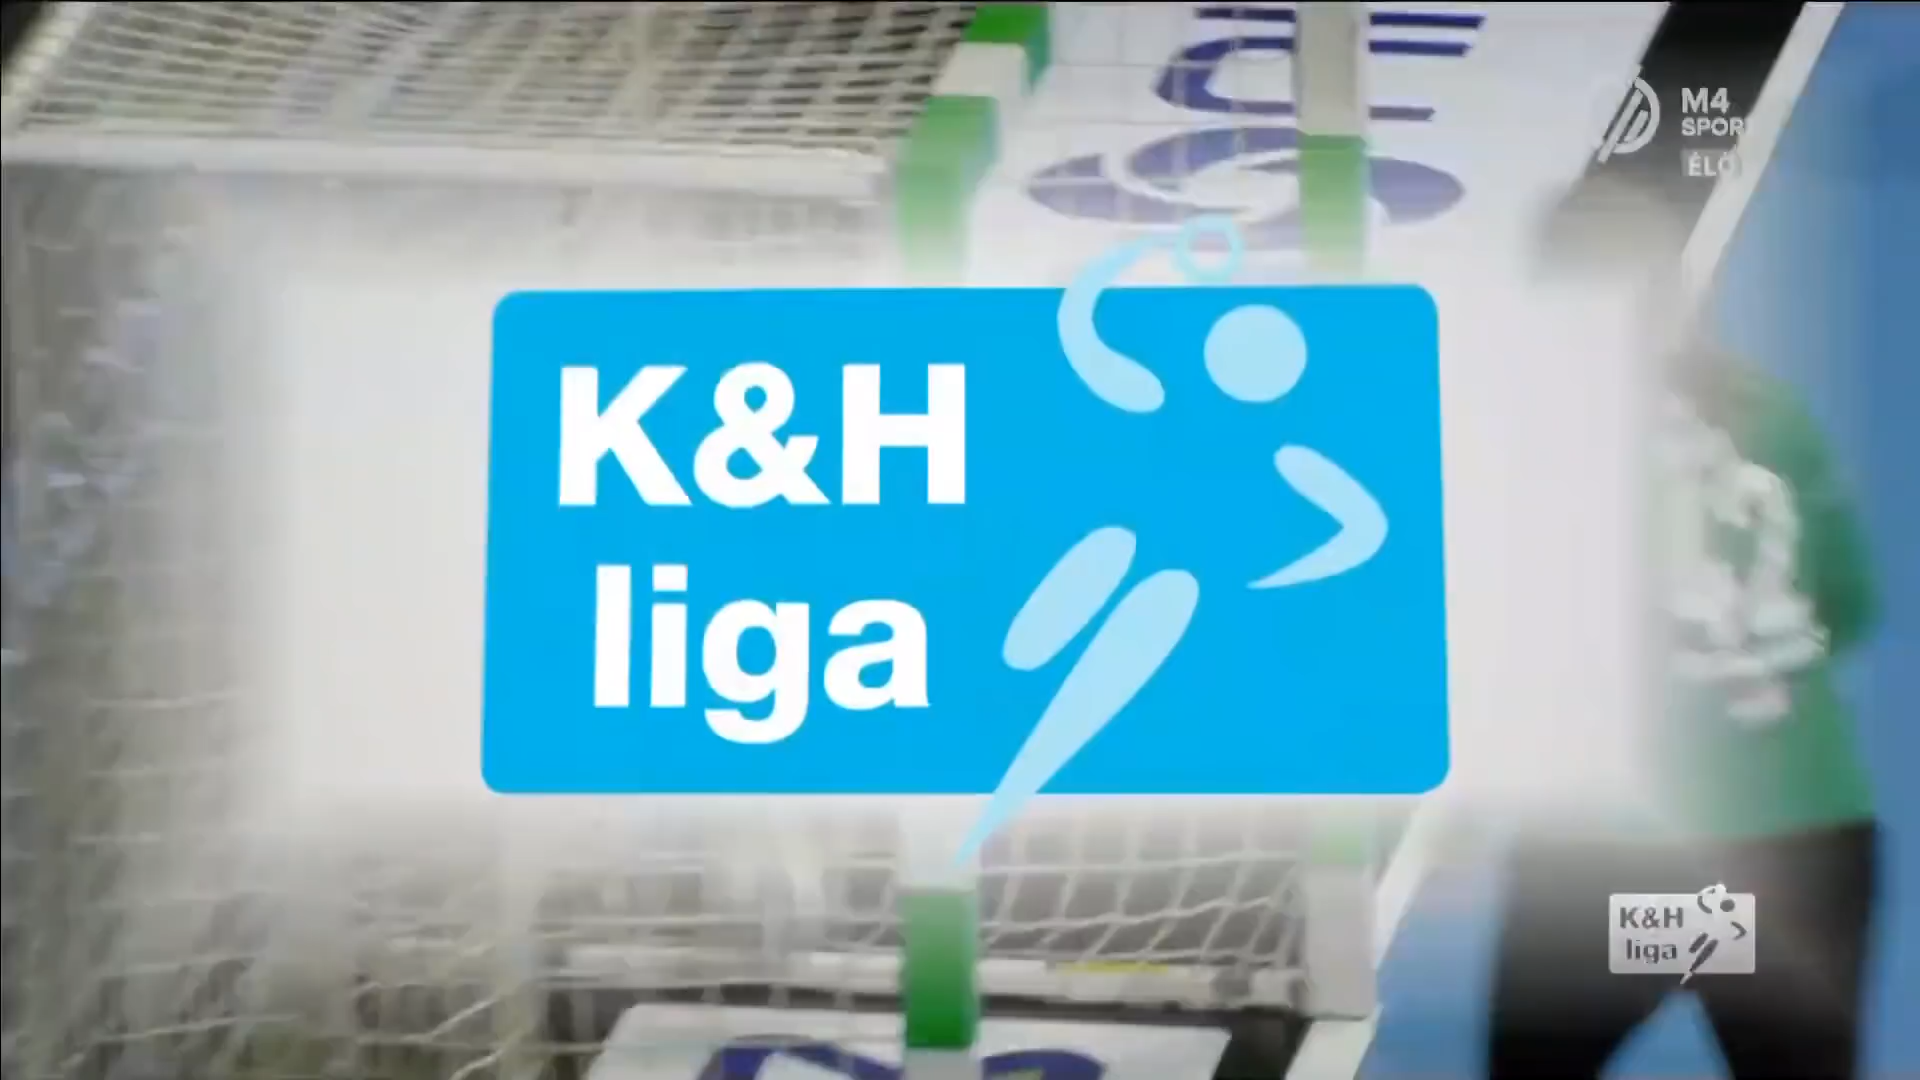 M4
SPORT
ÉLŐ
K&H
liga
K&H
liga